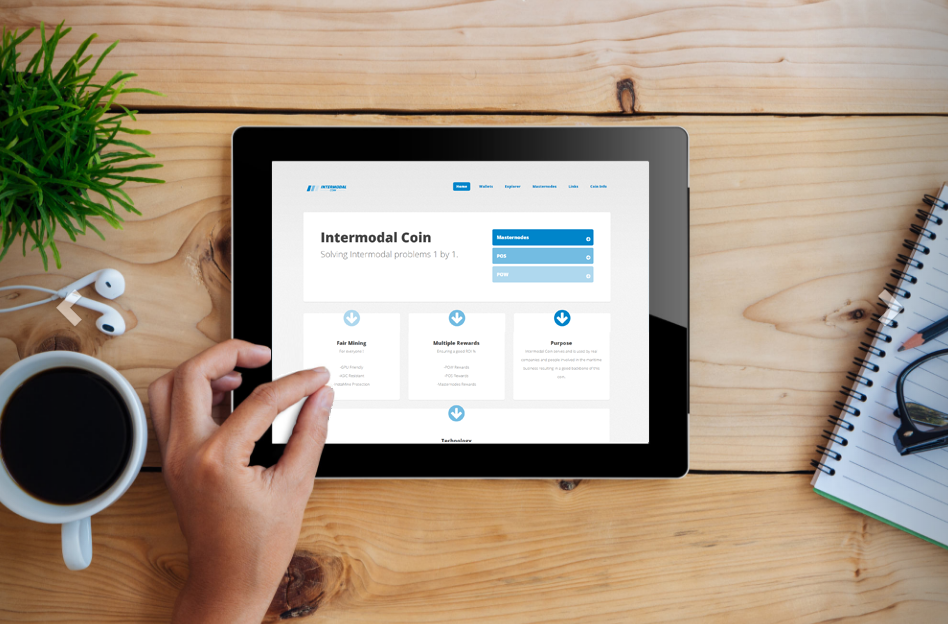 INTERMODAL
COIN
Home Wallets Explorer Masternodes Links Coin Info
Intermodal Coin
Solving Intermodal problems 1 by 1.
Masternodes
POS
POW
Fair Mining
Multiple Rewards
Ensuring a good ROI %
POW Rewards
POS Rewards
Masternodes Rewards
GPU Friendly
ASIC Resistant
Instamine Protection
Purpose
Intermodal Coin serves and is used by real
companies and people involved in the maritime
business resulting in a good backbone of the
coin.
Technology